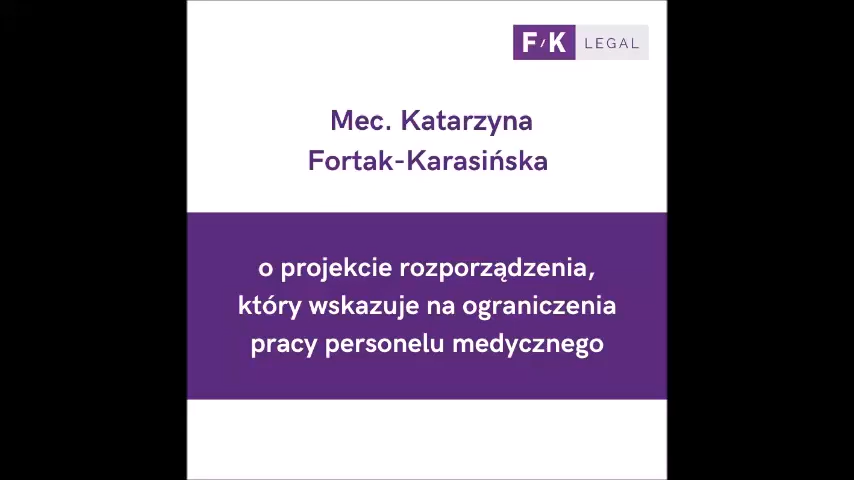 F/K LEGAL
Mec. Katarzyna
Fortak-Karasińska
o projekcie rozporządzenia,
który wskazuje na ograniczenia
pracy personelu medycznego